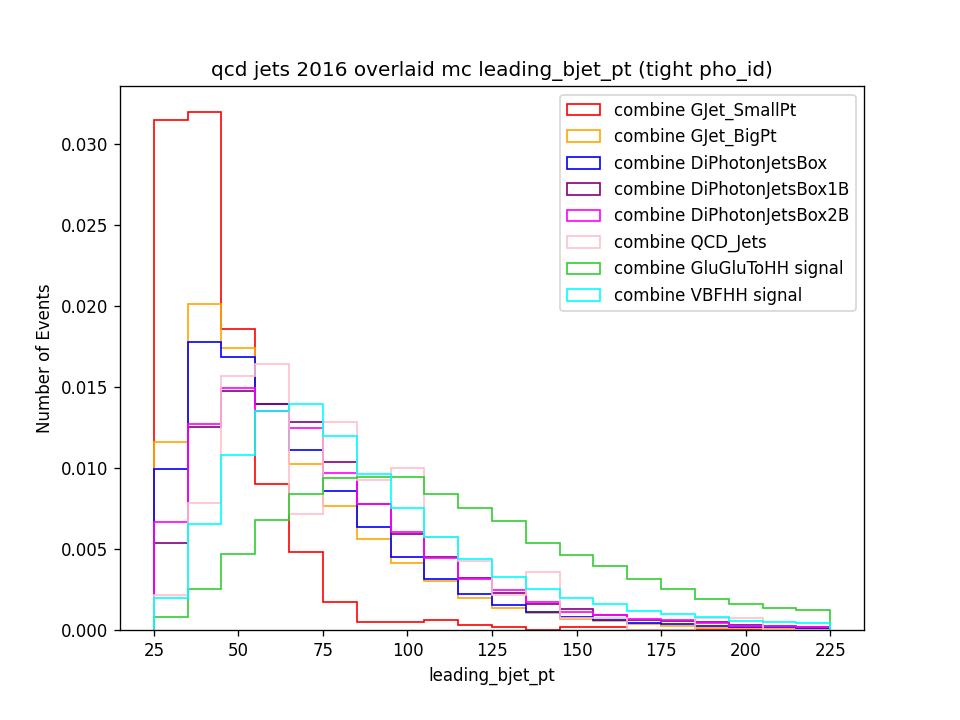 qcd jets 2016 overlaid mc leading_bjet_pt (tight pho_id)
combine GJet_SmallPt
combine GJet_BigPt
combine DiPhotonJetsBox
combine DiPhotonJetsBox1B
combine DiPhotonJetsBox2B
combine QCD_Jets
combine GluGluToHH signal
combine VBFHH signal
Number of Events
0.030
0.025
0.020
0.015
0.010
0.005
0.000
25 50 75 100 125 150 175 200 225
leading_bjet_pt